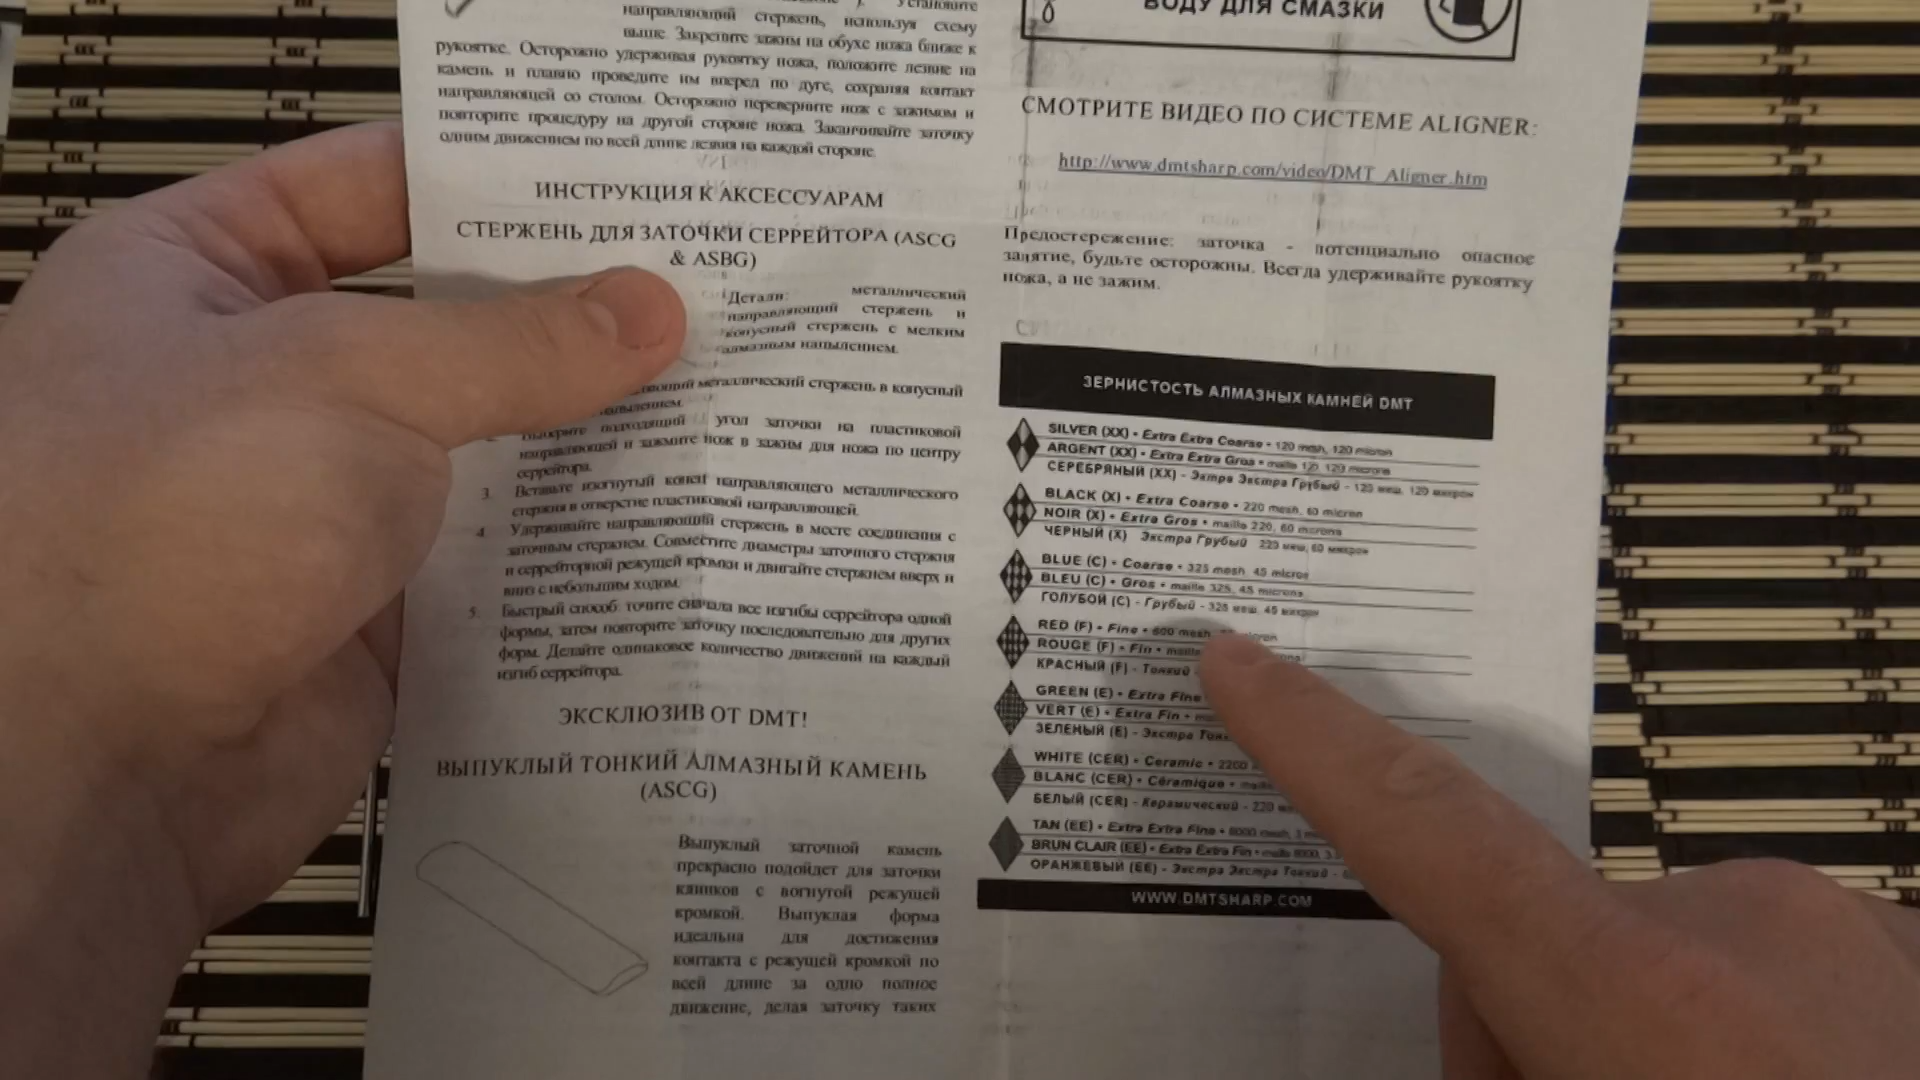 Установите
направляющий стержень, используя схему
выше. Закрепите зажим на обухе ножа ближе к
рукоятке. Осторожно удерживая рукоятку ножа, положите лезвие на
камень и плавно проведите им вперед по дуге, сохраняя контакт
направляющей со столом. Осторожно переверните нож с зажимом и
повторите процедуру на другой стороне ножа. Заканчивайте заточку
одним движением по всей длине лезвия на каждой стороне.
ИНСТРУКЦИЯ К АКСЕССУАРАМ
СТЕРЖЕНЬ ДЛЯ ЗАТОЧКИ СЕРРЕЙТОРА (ASCG
& ASBG)
Детали: металлический
направляющий стержень и
конусный стержень с мелким
алмазным напылением.
металлический стержень в конусный
напылением.
2. Выберите подходящий угол заточки на пластиковой
направляющей и зажмите нож в зажим для ножа по центру
серрейтора.
3. Вставьте изогнутый конец направляющего металлического
стержня в отверстие пластиковой направляющей.
4. Удерживайте направляющий стержень в месте соединения с
заточным стержнем. Совместите диаметры заточного стержня
и серрейторной режущей кромки и двигайте стержнем вверх и
вниз с небольшим ходом.
5. Быстрый способ: точите сначала все изгибы серрейтора одной
формы, затем повторите заточку последовательно для других
форм. Делайте одинаковое количество движений на каждый
изгиб серрейтора.
ЭКСКЛЮЗИВ ОТ DMT!
ВЫПУКЛЫЙ ТОНКИЙ АЛМАЗНЫЙ КАМЕНЬ
(ASCG)
Выпуклый заточной камень
прекрасно подойдет для заточки
клинков с вогнутой режущей
кромкой. Выпуклая форма
идеальна для достижения
контакта с режущей кромкой по
всей длине за одно полное
движение, делая заточку таких
ВОДУ ДЛЯ СМАЗКИ
СМОТРИТЕ ВИДЕО ПО СИСТЕМЕ ALIGNER:
http://www.dmtsharp.com/video/DMT_Aligner.htm
Предостережение: заточка - потенциально опасное
занятие, будьте осторожны. Всегда удерживайте рукоятку
ножа, а не зажим.
ЗЕРНИСТОСТЬ АЛМАЗНЫХ КАМНЕЙ DMT
SILVER (XX) • Extra Extra Coarse • 120 mesh, 120 micron
ARGENT (XX) • Extra Extra Gros • maille 120, 120 microns
СЕРЕБРЯНЫЙ (XX) - Экстра Экстра Грубый - 120 меш, 120 микрон
BLACK (X) • Extra Coarse • 220 mesh, 60 micron
NOIR (X) • Extra Gros • maille 220, 60 microns
ЧЕРНЫЙ (X) Экстра Грубый 220 меш, 60 микрон
BLUE (C) • Coarse • 325 mesh, 45 micron
BLEU (C) • Gros • maille 325, 45 microns
ГОЛУБОЙ (C) - Грубый - 325 меш, 45 микрон
RED (F) • Fine • 600 mesh,
ROUGE (F) • Fin • maille
КРАСНЫЙ (F) - Тонкий
GREEN (E) • Extra Fine
VERT (E) • Extra Fin •
ЗЕЛЕНЫЙ (E) - Экстра
WHITE (CER) • Ceramic • 2200
BLANC (CER) • Céramique •
БЕЛЫЙ (CER) - Керамический - 220
TAN (EE) • Extra Extra Fine • 8000 mesh, 3
BRUN CLAIR (EE) • Extra Extra Fin • maille 8000, 3
ОРАНЖЕВЫЙ (EE) - Экстра Экстра Тонкий -
WWW.DMTSHARP.COM